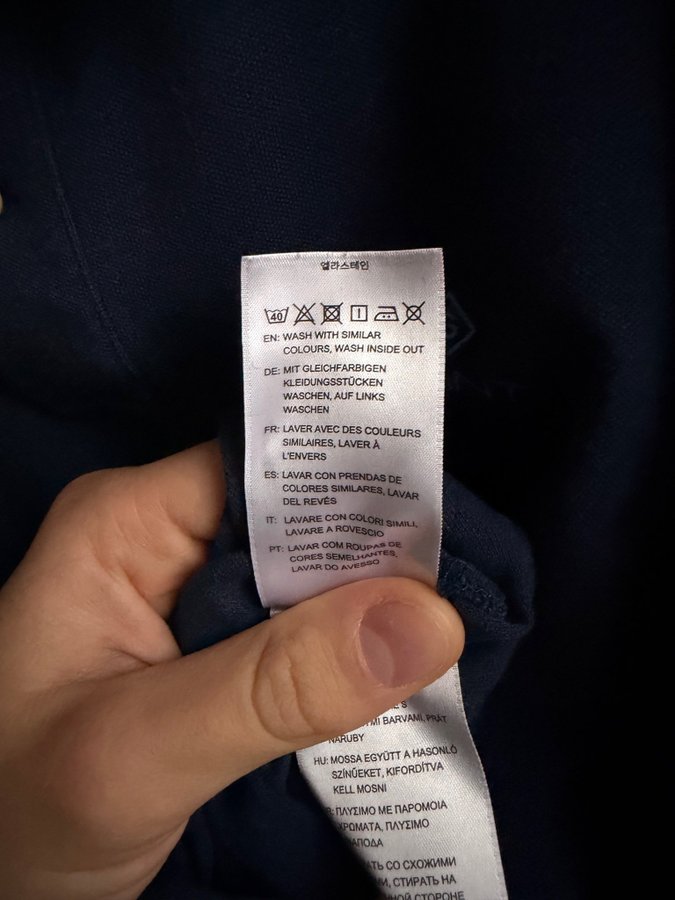 엘라스테인
40
EN: WASH WITH SIMILAR
COLOURS, WASH INSIDE OUT
DE: MIT GLEICHFARBIGEN
KLEIDUNGSSTÜCKEN
WASCHEN, AUF LINKS
WASCHEN
FR: LAVER AVEC DES COULEURS
SIMILAIRES, LAVER À
L'ENVERS
ES: LAVAR CON PRENDAS DE
COLORES SIMILARES, LAVAR
DEL REVÉS
IT: LAVARE CON COLORI SIMILI,
LAVARE A ROVESCIO
PT: LAVAR COM ROUPAS DE
CORES SEMELHANTES,
LAVAR DO AVESSO
MI BARVAMI, PRÁT
NARUBY
HU: MOSSA EGYÜTT A HASONLÓ
SZÍNŰEKET, KIFORDÍTVA
KELL MOSNI
ΠΛΥΣΙΜΟ ΜΕ ΠΑΡΟΜΟΙΑ
ΧΡΩΜΑΤΑ, ΠΛΥΣΙΜΟ
СО СХОЖИМИ
СТИРАТЬ НА
СТОРОНЕ